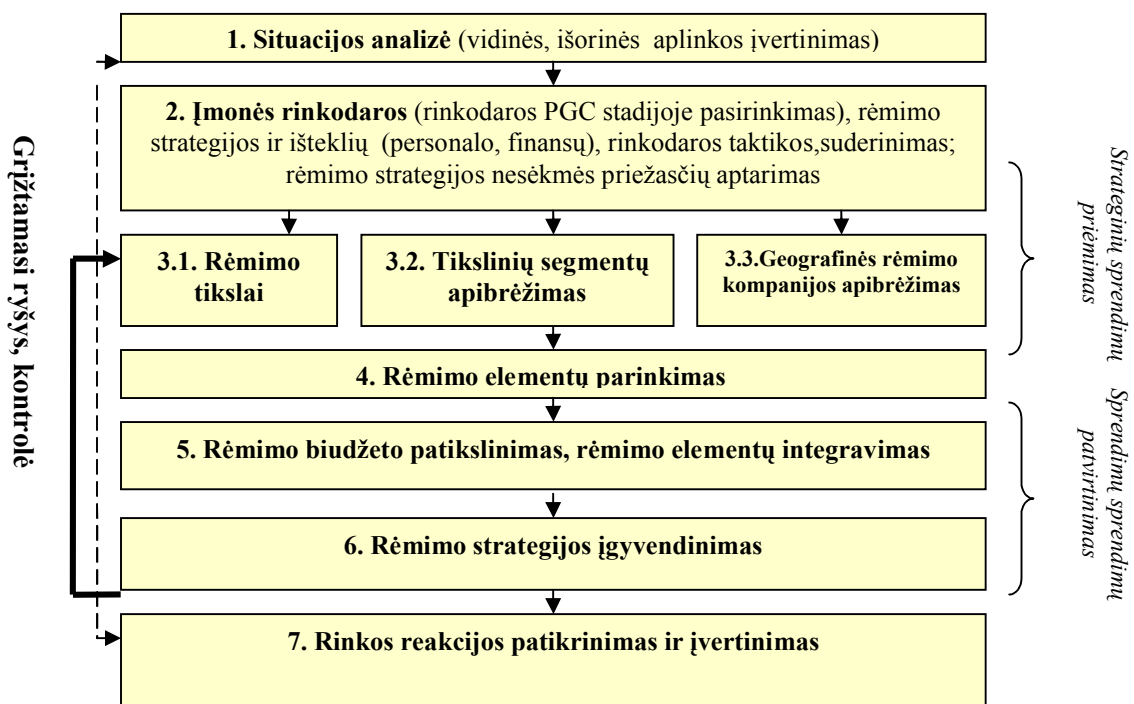 1. Situacijos analizė (vidinės, išorinės aplinkos įvertinimas)
2. Įmonės rinkodaros (rinkodaros PGC stadijoje pasirinkimas), rėmimo
strategijos ir išteklių (personalo, finansų), rinkodaros taktikos,suderinimas;
rėmimo strategijos nesėkmės priežasčių aptarimas
3.1. Rėmimo
tikslai
3.2. Tikslinių segmentų
apibrėžimas
3.3.Geografinės rėmimo
kompanijos apibrėžimas
4. Rėmimo elementų parinkimas
5. Rėmimo biudžeto patikslinimas, rėmimo elementų integravimas
6. Rėmimo strategijos įgyvendinimas
7. Rinkos reakcijos patikrinimas ir įvertinimas
Grįžtamasi ryšys, kontrolė
Strateginių sprendimų
priėmimas
Sprendimų sprendimų
patvirtinimas